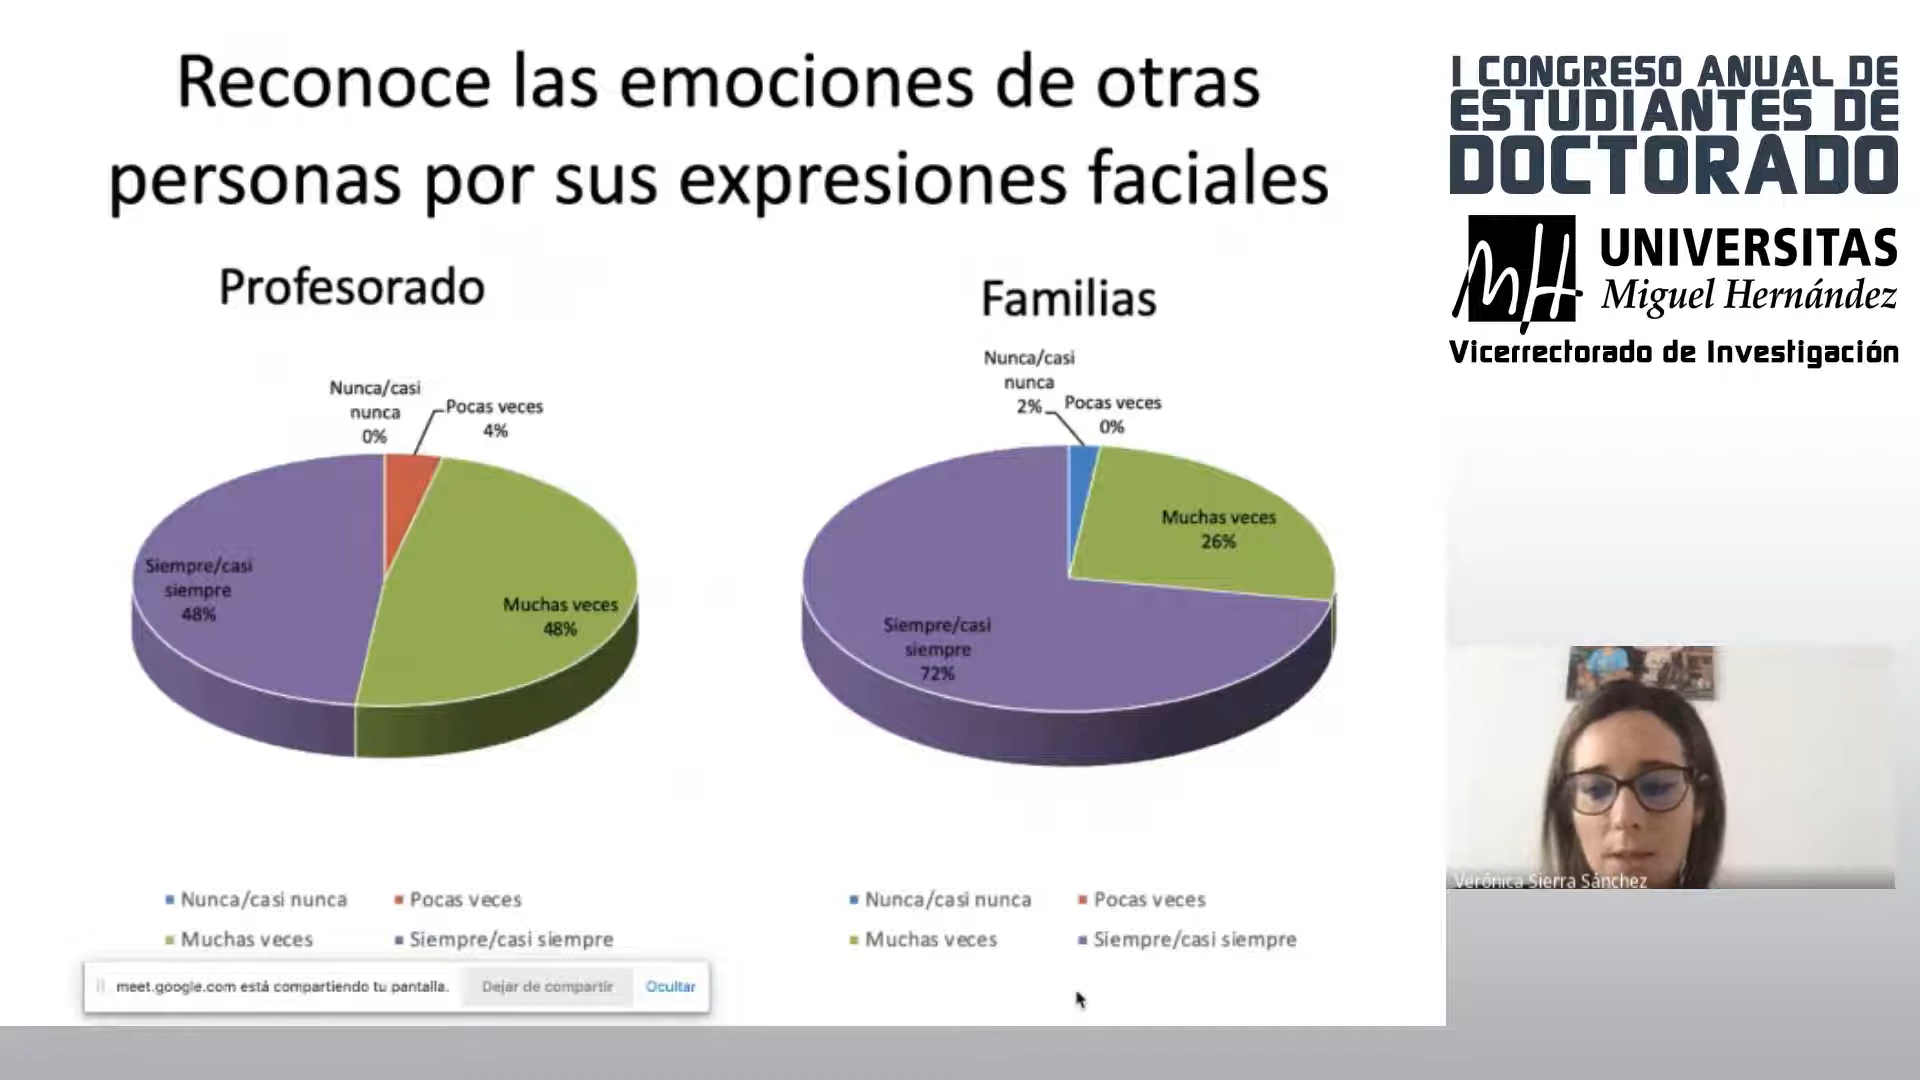 Reconoce las emociones de otras
personas por sus expresiones faciales
Profesorado
Nunca/casi
nunca
0%
Pocas veces
4%
Siempre/casi
siempre
48%
Muchas veces
48%
Nunca/casi nunca
Pocas veces
Muchas veces
Siempre/casi siempre
Familias
Nunca/casi
nunca
2%
Pocas veces
0%
Muchas veces
26%
Siempre/casi
siempre
72%
Nunca/casi nunca
Pocas veces
Muchas veces
Siempre/casi siempre
meet.google.com está compartiendo tu pantalla.
Dejar de compartir
Ocultar
I CONGRESO ANUAL DE
ESTUDIANTES DE
DOCTORADO
MH
UNIVERSITAS
Miguel Hernández
Vicerrectorado de Investigación
Verónica Sierra Sánchez